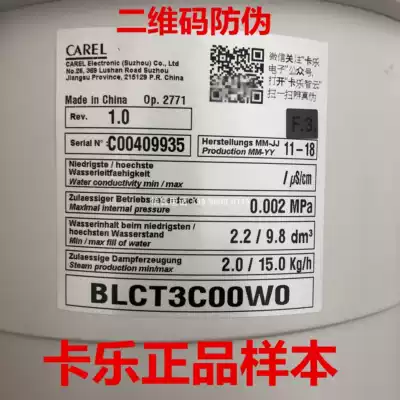 二维码防伪
CAREL
CAREL Electronic (Suzhou) Co., Ltd
No.26, 369 Lushan Road Suzhou
Jiangsu Province, 215129 P.R. China
微信关注"卡乐
电子"公众号,
打开"卡乐智云"
扫一扫辨真伪
Made in China Op. 2771
Rev. 1.0
F.3
Serial N°: C00409935
Herstellungs MM-JJ
Production MM-YY
11-18
Niedrigste / hoechste
Wasserleitfaehigkeit
Water conductivity min / max
/ µS/cm
Zulaessiger Betriebs
uck
Maximal internal pressure
0.002 MPa
Wasserinhalt beim niedrigsten /
hoechsten Wasserstand
Min / max fill of water
2.2 / 9.8 dm³
Zulaessige Dampferzeugung
Steam production min/max
2.0 / 15.0 Kg/h
BLCT3C00W0
卡乐正品样本